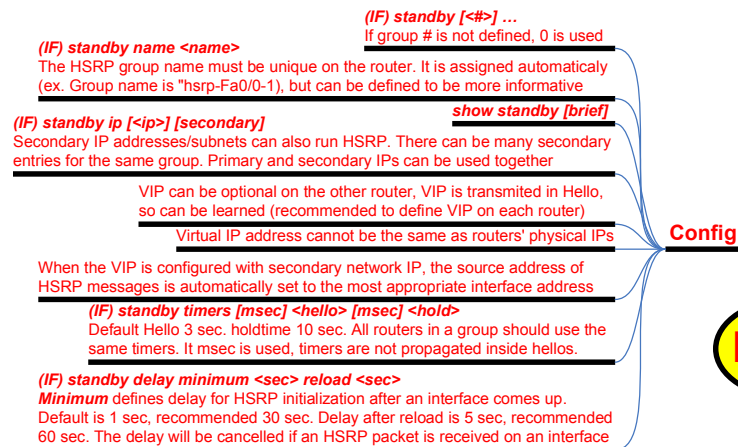 (IF) standby [<#>] …
If group # is not defined, 0 is used
(IF) standby name <name>
The HSRP group name must be unique on the router. It is assigned automaticaly
(ex. Group name is "hsrp-Fa0/0-1), but can be defined to be more informative
show standby [brief]
(IF) standby ip [<ip>] [secondary]
Secondary IP addresses/subnets can also run HSRP. There can be many secondary
entries for the same group. Primary and secondary IPs can be used together
VIP can be optional on the other router, VIP is transmited in Hello,
so can be learned (recommended to define VIP on each router)
Virtual IP address cannot be the same as routers' physical IPs
Config
When the VIP is configured with secondary network IP, the source address of
HSRP messages is automatically set to the most appropriate interface address
(IF) standby timers [msec] <hello> [msec] <hold>
Default Hello 3 sec. holdtime 10 sec. All routers in a group should use the
same timers. It msec is used, timers are not propagated inside hellos.
(IF) standby delay minimum <sec> reload <sec>
Minimum defines delay for HSRP initialization after an interface comes up.
Default is 1 sec, recommended 30 sec. Delay after reload is 5 sec, recommended
60 sec. The delay will be cancelled if an HSRP packet is received on an interface